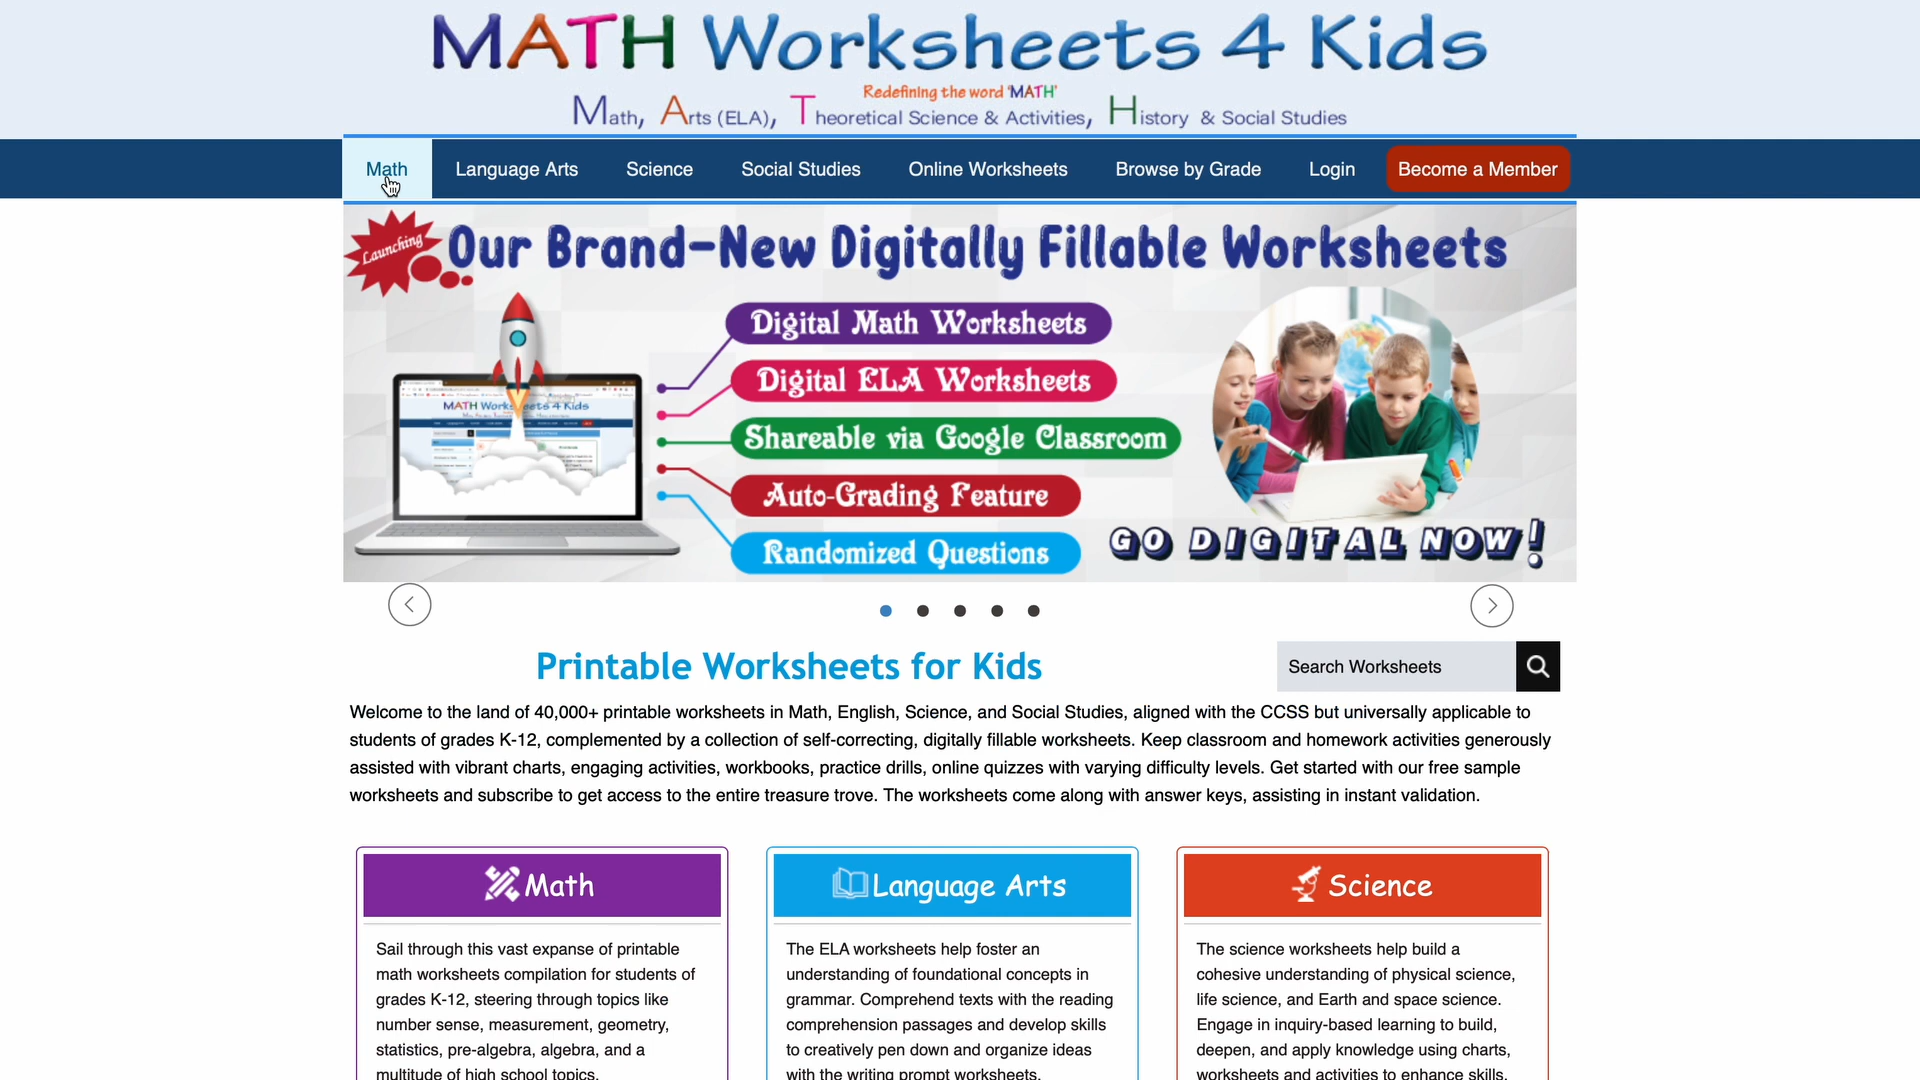 MATH Worksheets 4 Kids
Redefining the word 'MATH'
Math, Arts (ELA), Theoretical Science & Activities, History & Social Studies
Math
Language Arts
Science
Social Studies
Online Worksheets
Browse by Grade
Login
Become a Member
Launching
Our Brand-New Digitally Fillable Worksheets
Digital Math Worksheets
Digital ELA Worksheets
Shareable via Google Classroom
Auto-Grading Feature
Randomized Questions
MATH Worksheets 4 Kids
GO DIGITAL NOW!
Printable Worksheets for Kids
Search Worksheets
Welcome to the land of 40,000+ printable worksheets in Math, English, Science, and Social Studies, aligned with the CCSS but universally applicable to
students of grades K-12, complemented by a collection of self-correcting, digitally fillable worksheets. Keep classroom and homework activities generously
assisted with vibrant charts, engaging activities, workbooks, practice drills, online quizzes with varying difficulty levels. Get started with our free sample
worksheets and subscribe to get access to the entire treasure trove. The worksheets come along with answer keys, assisting in instant validation.
Math
Sail through this vast expanse of printable
math worksheets compilation for students of
grades K-12, steering through topics like
number sense, measurement, geometry,
statistics, pre-algebra, algebra, and a
multitude of high school topics.
Language Arts
The ELA worksheets help foster an
understanding of foundational concepts in
grammar. Comprehend texts with the reading
comprehension passages and develop skills
to creatively pen down and organize ideas
with the writing prompt worksheets.
Science
The science worksheets help build a
cohesive understanding of physical science,
life science, and Earth and space science.
Engage in inquiry-based learning to build,
deepen, and apply knowledge using charts,
worksheets and activities to enhance skills.